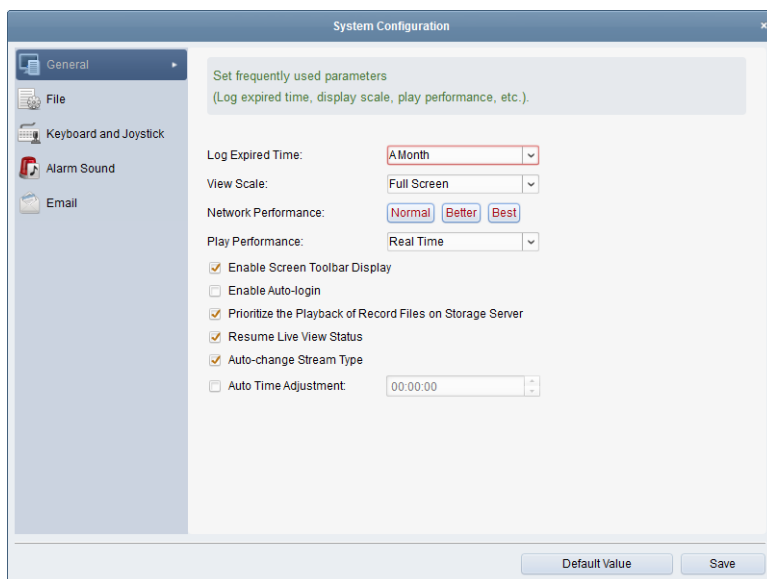 System Configuration
General
File
Keyboard and Joystick
Alarm Sound
Email
Set frequently used parameters
(Log expired time, display scale, play performance, etc.).
Log Expired Time: A Month
View Scale: Full Screen
Network Performance: Normal Better Best
Play Performance: Real Time
Enable Screen Toolbar Display
Enable Auto-login
Prioritize the Playback of Record Files on Storage Server
Resume Live View Status
Auto-change Stream Type
Auto Time Adjustment: 00:00:00
Default Value Save